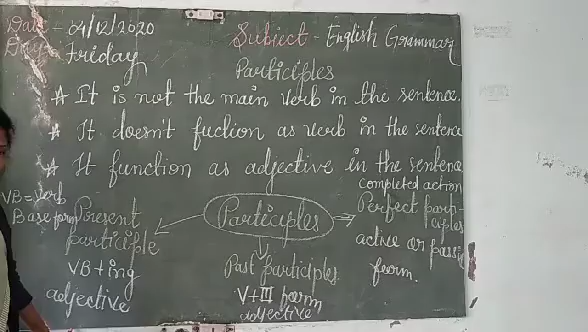 Date - 04/12/2020
Subject - English Grammar
Day - Friday
Participles
☆ It is not the main verb in the sentence.
☆ It doesn't fuction as verb in the sentence
☆ It function as adjective in the sentence
Participles
VB = Verb
Base form
Present
participle
VB + ing
adjective
Past participles
V + III form
adjective
Completed action
Perfect parti-
ciples
active or passive
form.